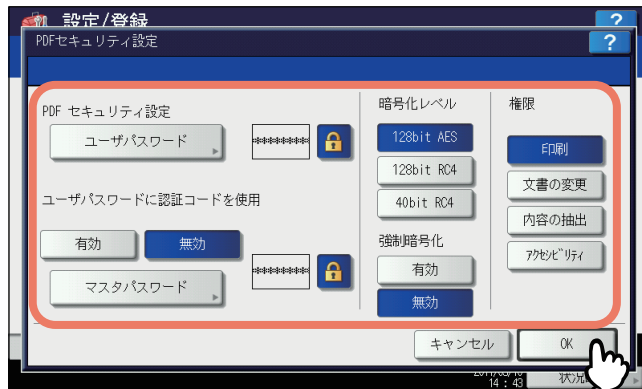 設定/登録
?
PDFセキュリティ設定
?
PDF セキュリティ設定
ユーザパスワード
**********
ユーザパスワードに認証コードを使用
有効
無効
マスタパスワード
**********
暗号化レベル
128bit AES
128bit RC4
40bit RC4
強制暗号化
有効
無効
権限
印刷
文書の変更
内容の抽出
アクセシビリティ
キャンセル
OK
14 : 43
状況